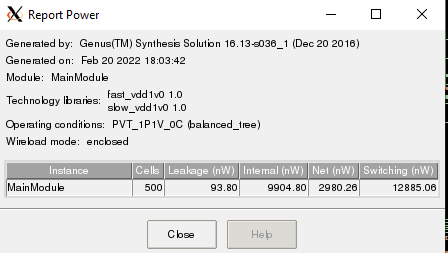 Report Power
Generated by: Genus(TM) Synthesis Solution 16.13-s036_1 (Dec 20 2016)
Generated on: Feb 20 2022 18:03:42
Module: MainModule
Technology libraries: fast_vdd1v0 1.0
slow_vdd1v0 1.0
Operating conditions: PVT_1P1V_0C (balanced_tree)
Wireload mode: enclosed
Instance Cells Leakage (nW) Internal (nW) Net (nW) Switching (nW)
MainModule 500 93.80 9904.80 2980.26 12885.06
Close Help